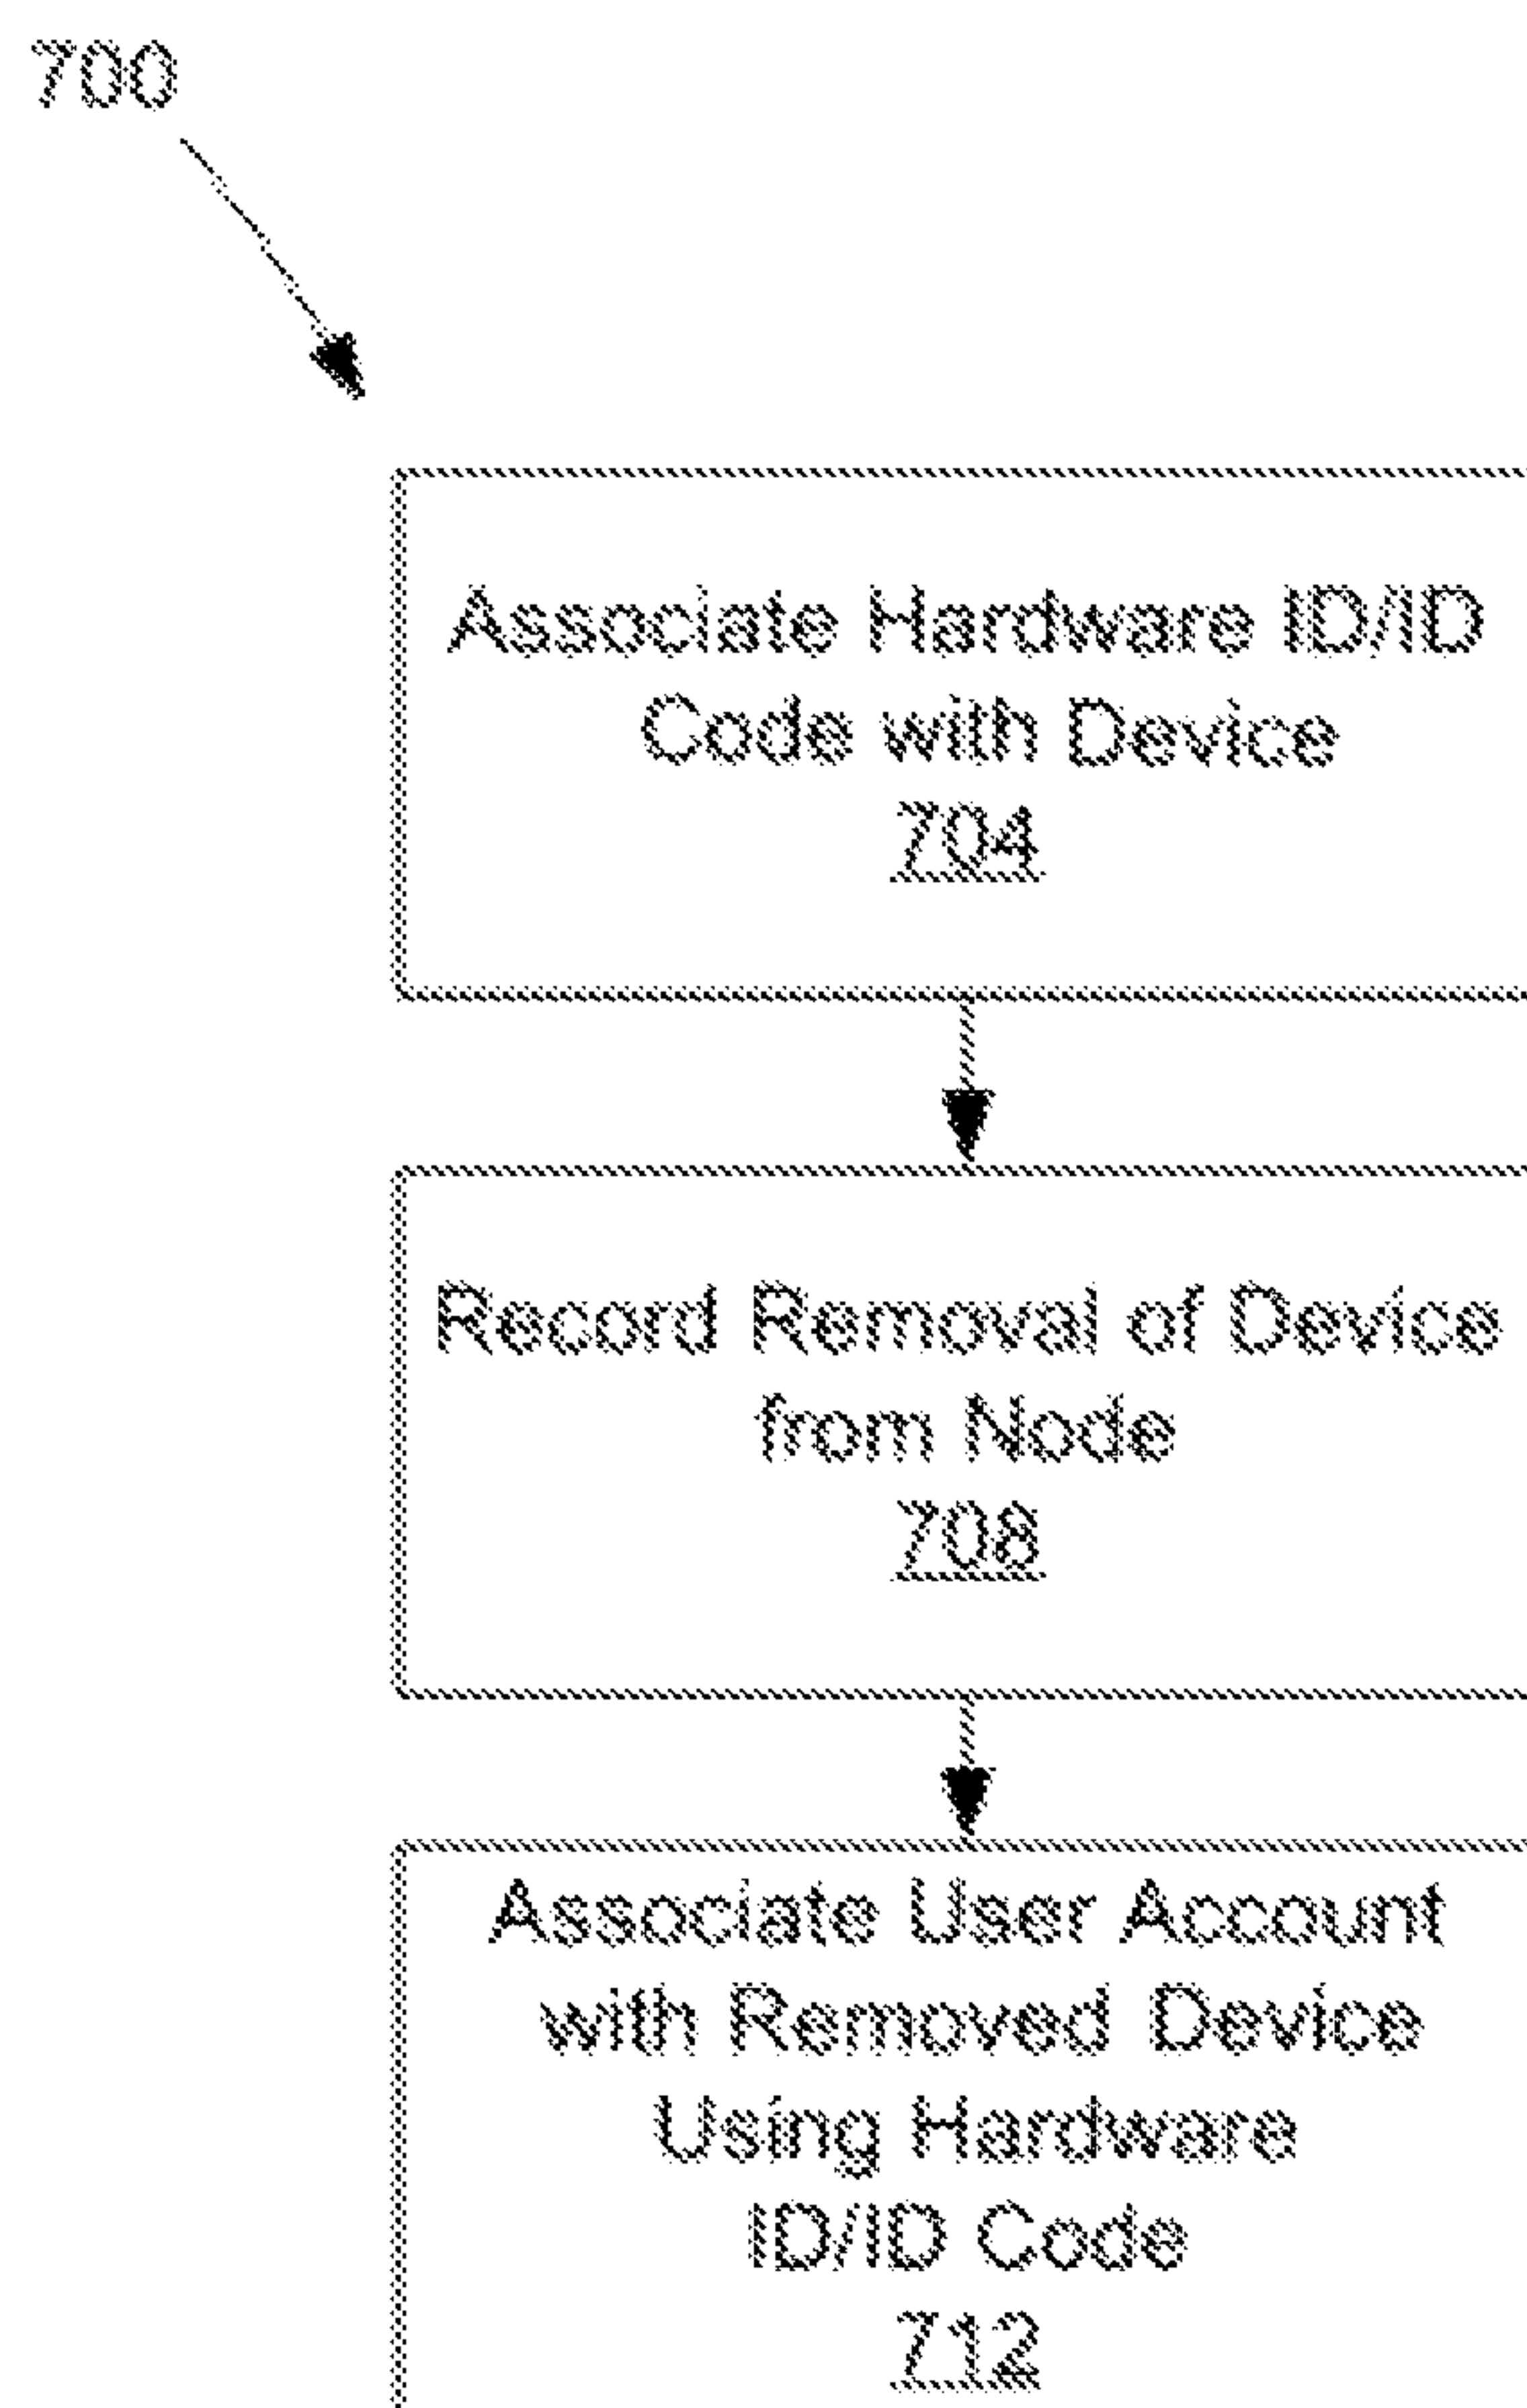 700
Associate Hardware ID/ID
Code with Device
704
Record Removal of Device
from Node
708
Associate User Account
with Removed Device
Using Hardware
ID/ID Code
712